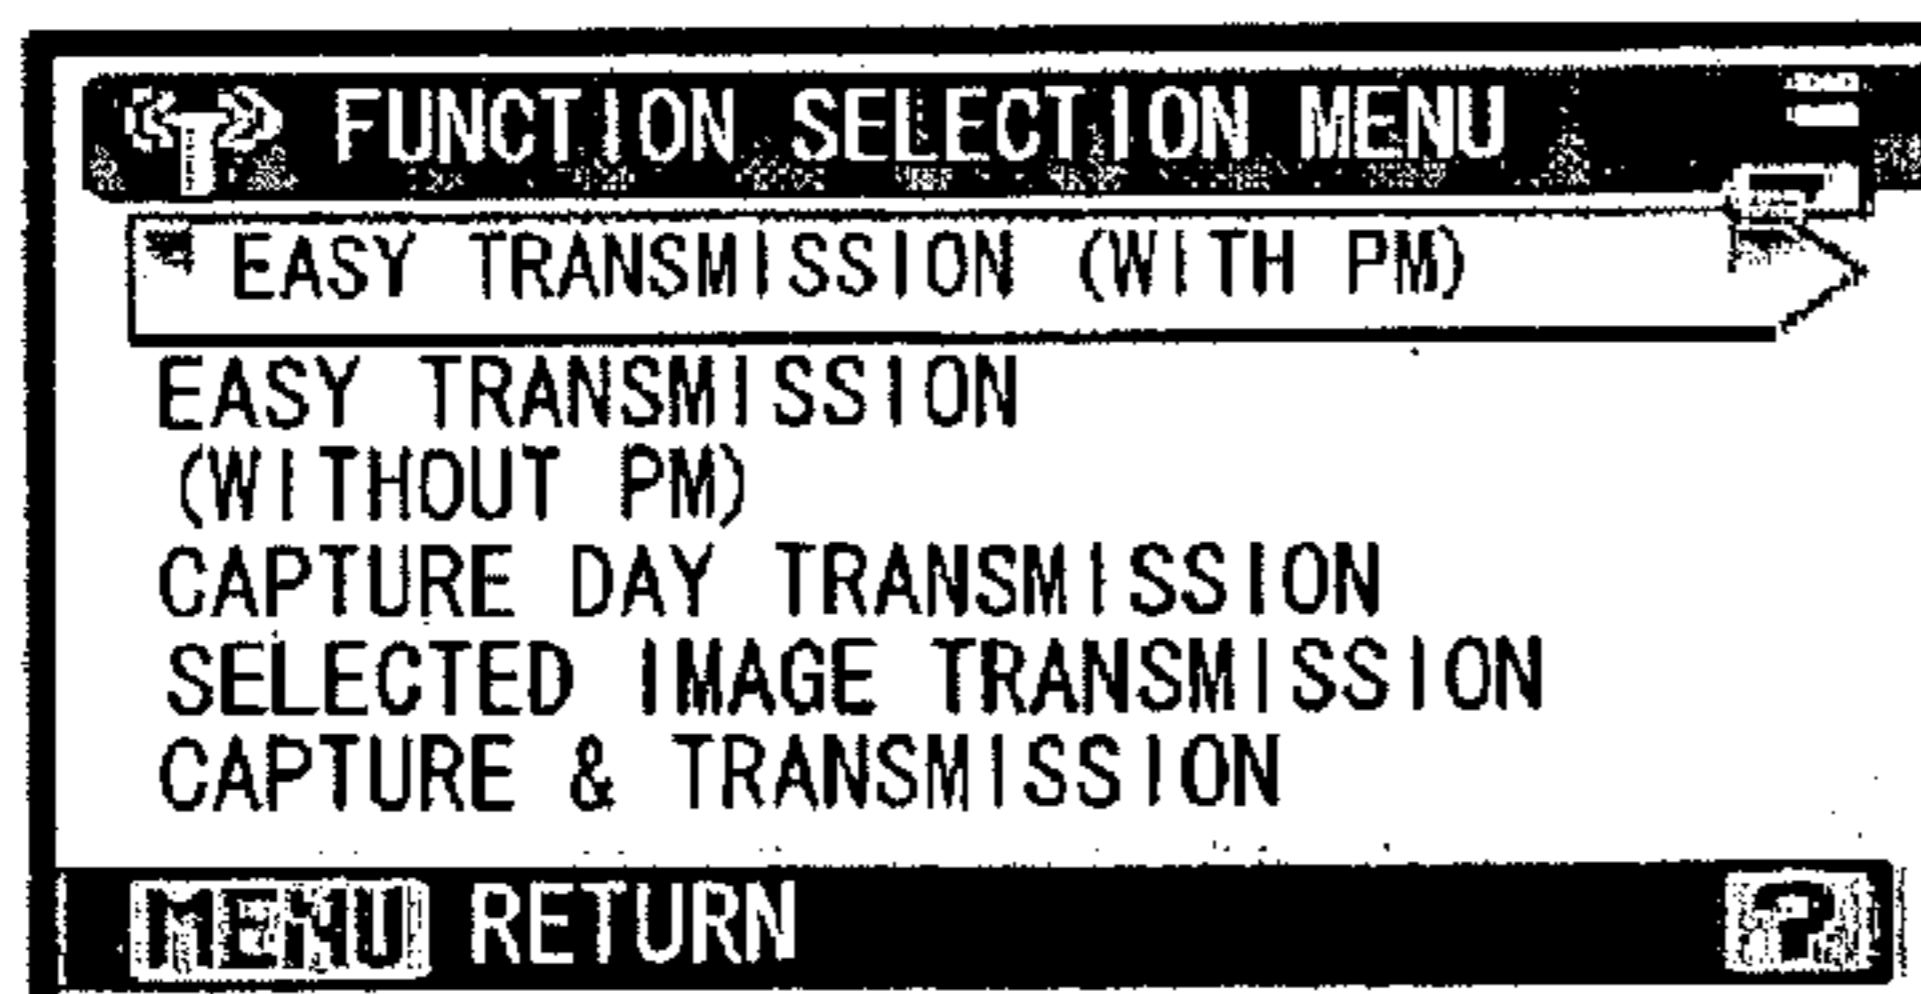 FUNCTION SELECTION MENU
EASY TRANSMISSION (WITH PM)
EASY TRANSMISSION
(WITHOUT PM)
CAPTURE DAY TRANSMISSION
SELECTED IMAGE TRANSMISSION
CAPTURE & TRANSMISSION
MENU RETURN ?